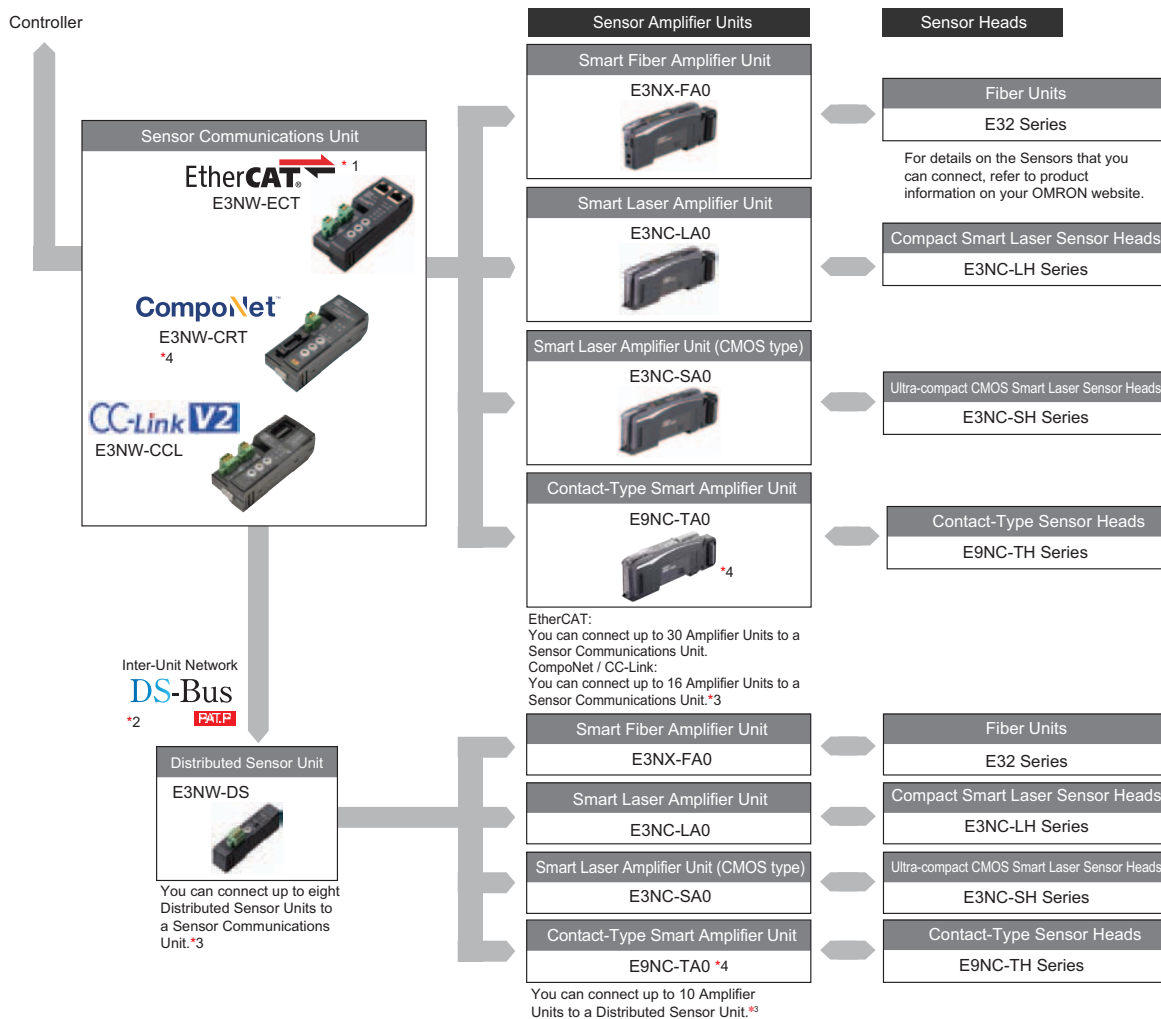 Controller
Sensor Amplifier Units
Sensor Heads
Smart Fiber Amplifier Unit
E3NX-FA0
Fiber Units
E32 Series
For details on the Sensors that you
can connect, refer to product
information on your OMRON website.
Sensor Communications Unit
EtherCAT® *1
E3NW-ECT
CompoNet™
E3NW-CRT
*4
CC-Link V2
E3NW-CCL
Smart Laser Amplifier Unit
E3NC-LA0
Compact Smart Laser Sensor Heads
E3NC-LH Series
Smart Laser Amplifier Unit (CMOS type)
E3NC-SA0
Ultra-compact CMOS Smart Laser Sensor Heads
E3NC-SH Series
Contact-Type Smart Amplifier Unit
E9NC-TA0
*4
Contact-Type Sensor Heads
E9NC-TH Series
EtherCAT:
You can connect up to 30 Amplifier Units to a
Sensor Communications Unit.
CompoNet / CC-Link:
You can connect up to 16 Amplifier Units to a
Sensor Communications Unit.*3
Inter-Unit Network
DS-Bus
*2
PAT.P
Distributed Sensor Unit
E3NW-DS
You can connect up to eight
Distributed Sensor Units to
a Sensor Communications
Unit.*3
Smart Fiber Amplifier Unit
E3NX-FA0
Fiber Units
E32 Series
Smart Laser Amplifier Unit
E3NC-LA0
Compact Smart Laser Sensor Heads
E3NC-LH Series
Smart Laser Amplifier Unit (CMOS type)
E3NC-SA0
Ultra-compact CMOS Smart Laser Sensor Heads
E3NC-SH Series
Contact-Type Smart Amplifier Unit
E9NC-TA0 *4
Contact-Type Sensor Heads
E9NC-TH Series
You can connect up to 10 Amplifier
Units to a Distributed Sensor Unit.*3